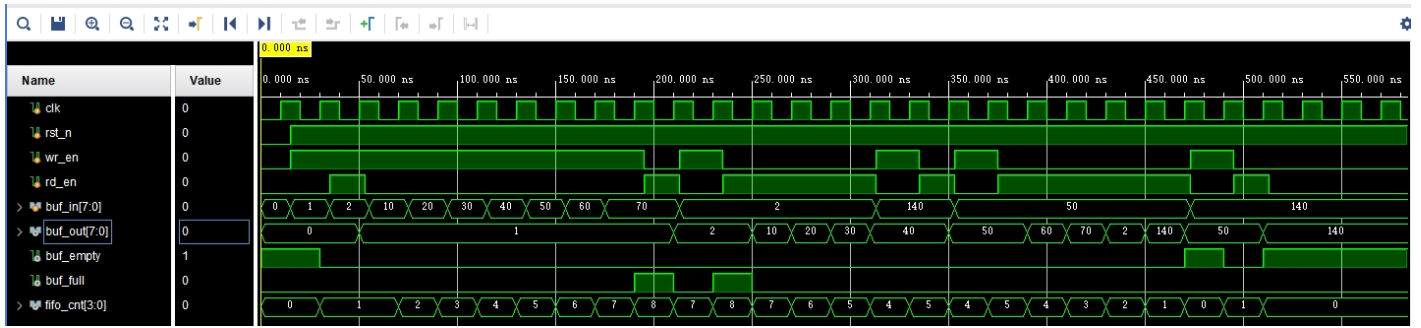 0.000 ns
Name Value 0.000 ns 50.000 ns 100.000 ns 150.000 ns 200.000 ns 250.000 ns 300.000 ns 350.000 ns 400.000 ns 450.000 ns 500.000 ns 550.000 ns
clk 0
rst_n 0
wr_en 0
rd_en 0
buf_in[7:0] 0 0 1 2 10 20 30 40 50 60 70 2 140 50 140
buf_out[7:0] 0 0 1 2 10 20 30 40 50 60 70 2 140 50 140
buf_empty 1
buf_full 0
fifo_cnt[3:0] 0 0 1 2 3 4 5 6 7 8 7 8 7 6 5 4 5 4 5 4 3 2 1 0 1 0